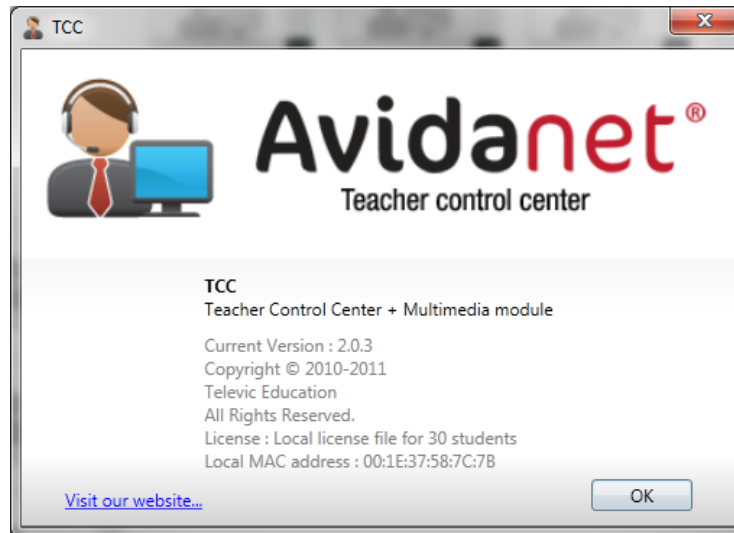 TCC
Avidanet®
Teacher control center
TCC
Teacher Control Center + Multimedia module
Current Version : 2.0.3
Copyright © 2010-2011
Televic Education
All Rights Reserved.
License : Local license file for 30 students
Local MAC address : 00:1E:37:58:7C:7B
Visit our website...
OK